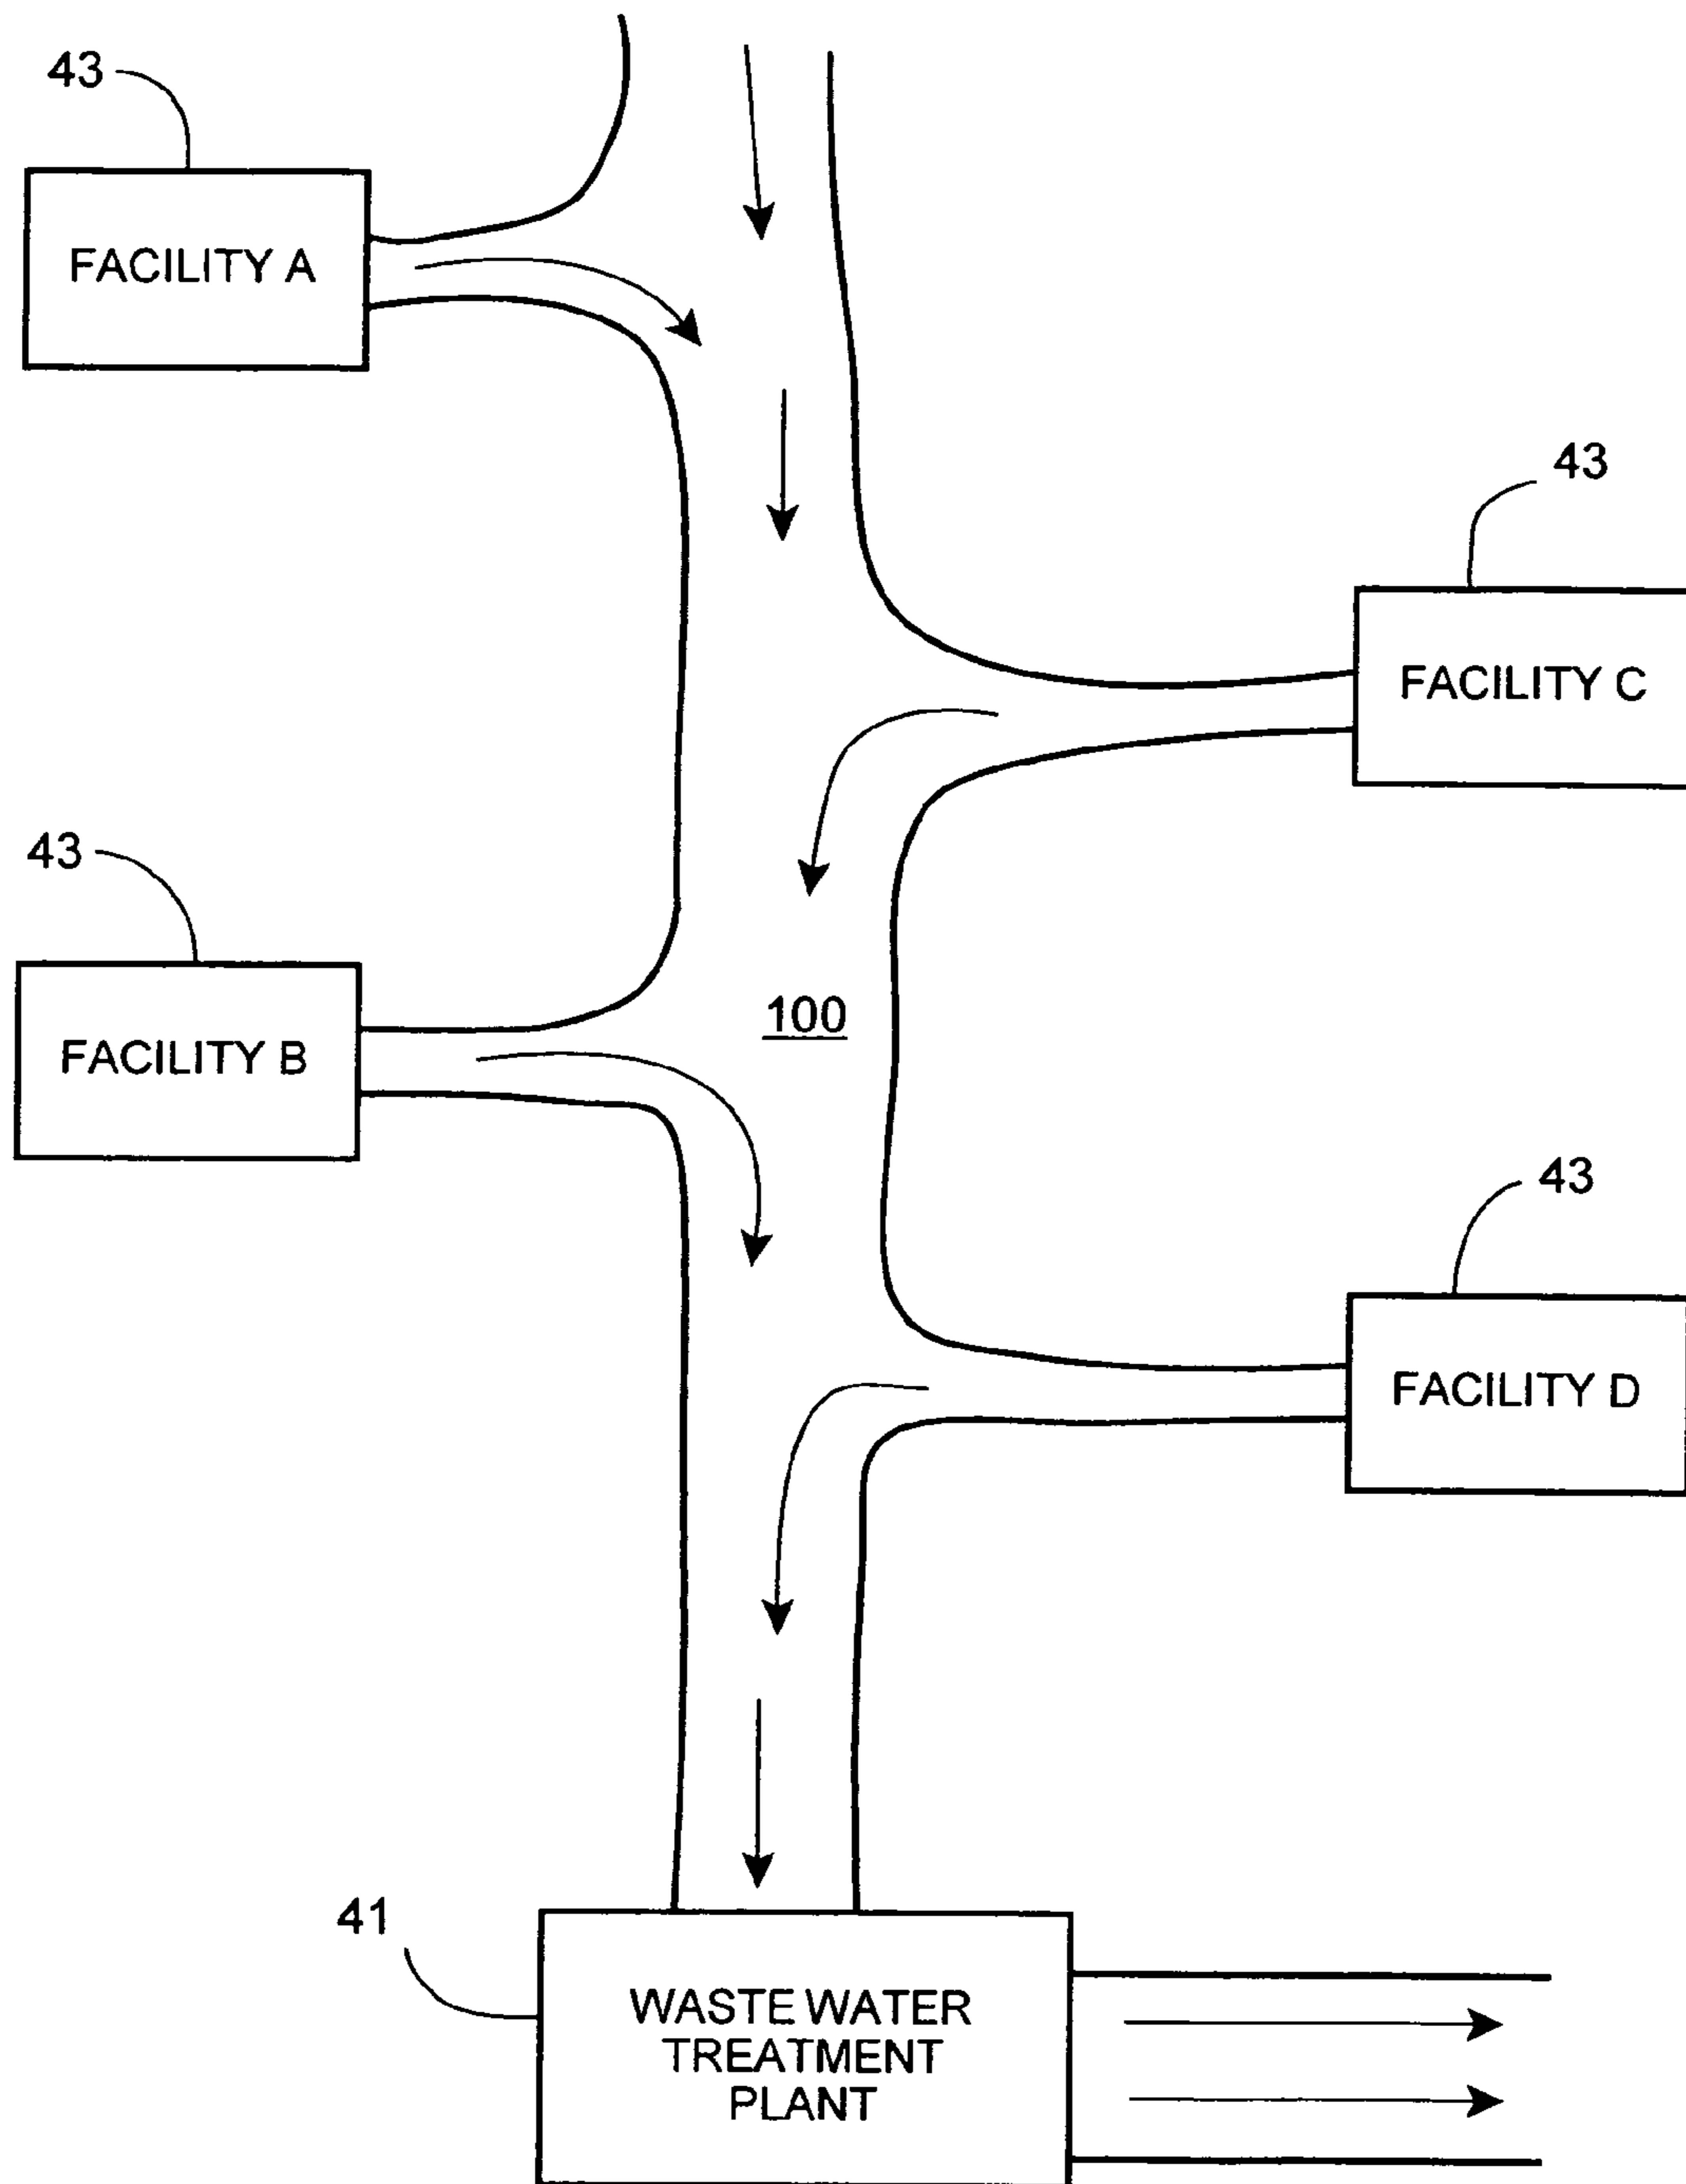 43
FACILITY A
43
FACILITY C
43
FACILITY B
100
43
FACILITY D
41
WASTE WATER
TREATMENT
PLANT